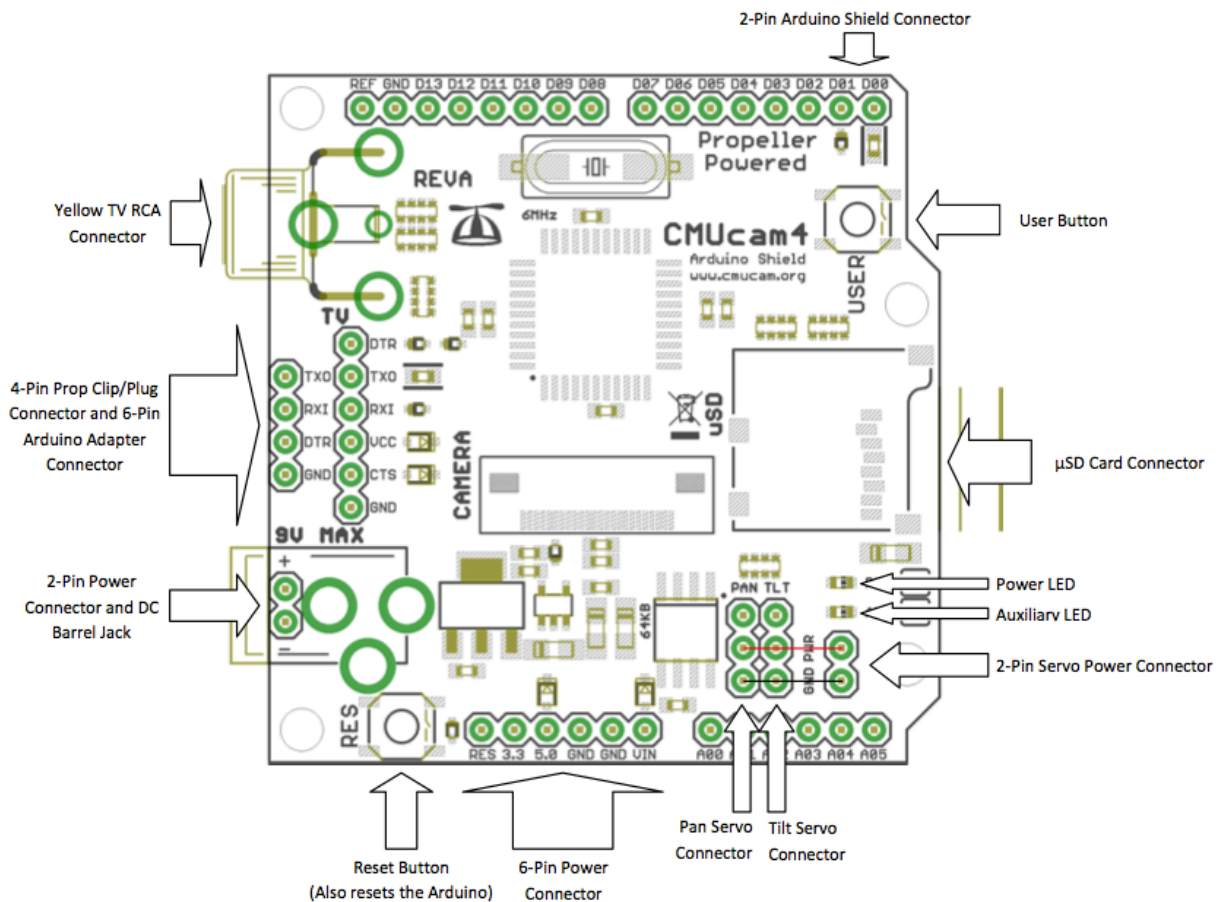 2-Pin Arduino Shield Connector
REF GND D13 D12 D11 D10 D09 D08
D07 D06 D05 D04 D03 D02 D01 D00
Propeller
Powered
REVA
6MHz
CMUcam4
Arduino Shield
www.cmucam.org
USER
User Button
Yellow TV RCA
Connector
TV
4-Pin Prop Clip/Plug
Connector and 6-Pin
Arduino Adapter
Connector
TXO
RXI
DTR
GND
DTR
TXO
RXI
VCC
CTS
GND
CAMERA
uSD
µSD Card Connector
9V MAX
+
-
2-Pin Power
Connector and DC
Barrel Jack
64KB
PAN TLT
GND PWR
Power LED
Auxiliary LED
2-Pin Servo Power Connector
RES
RES 3.3 5.0 GND GND VIN
A00 A03 A04 A05
Reset Button
(Also resets the Arduino)
6-Pin Power
Connector
Pan Servo
Connector
Tilt Servo
Connector